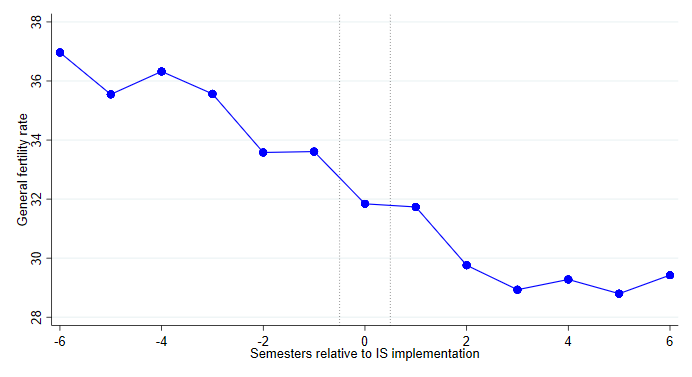 General fertility rate
38
36
34
32
30
28
-6 -4 -2 0 2 4 6
Semesters relative to IS implementation